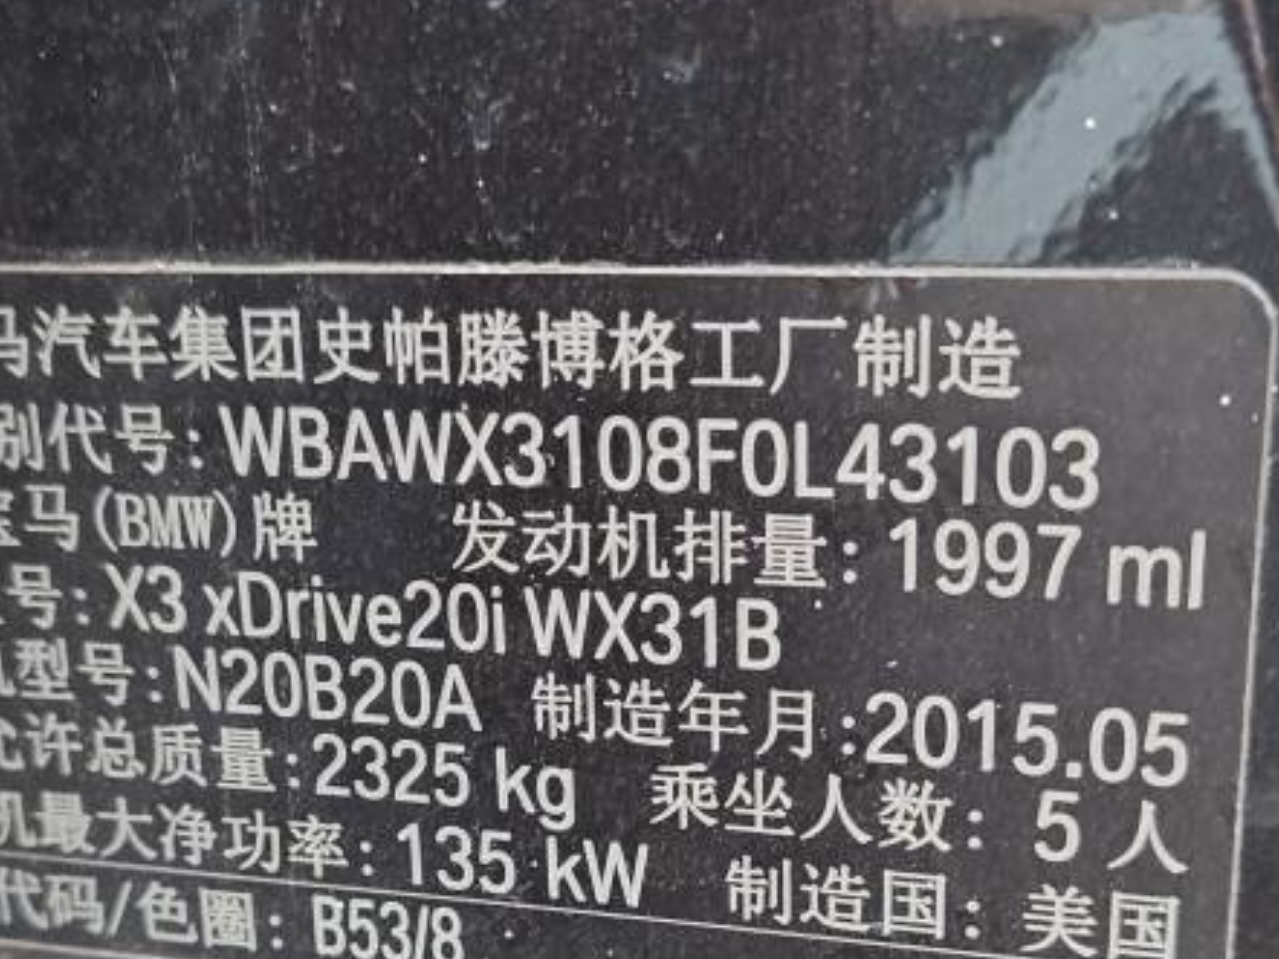 马汽车集团史帕滕博格工厂制造
别代号: WBAWX3108F0L43103
宝马(BMW)牌 发动机排量: 1997 ml
号: X3 xDrive20i WX31B
机型号: N20B20A 制造年月: 2015.05
允许总质量: 2325 kg 乘坐人数: 5 人
机最大净功率: 135 kW 制造国: 美国
代码/色圈: B53/8